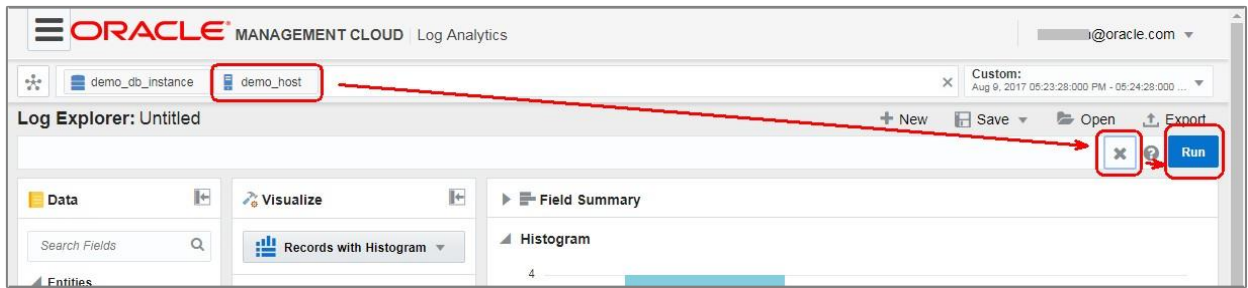 ORACLE MANAGEMENT CLOUD Log Analytics @oracle.com
demo_db_instance demo_host Custom:
Aug 9, 2017 05:23:28:000 PM - 05:24:28:000 ...
Log Explorer: Untitled New Save Open Export
Run
Data Visualize Field Summary
Search Fields Records with Histogram Histogram
Entities 4